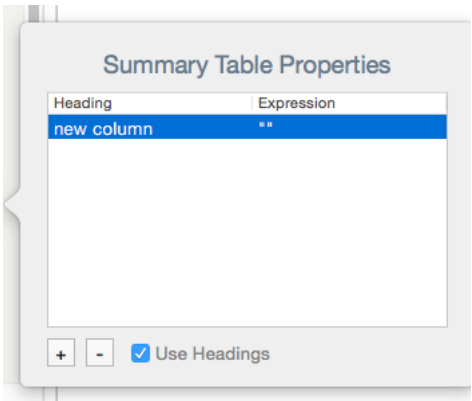 Summary Table Properties
Heading Expression
new column ""
+ - Use Headings